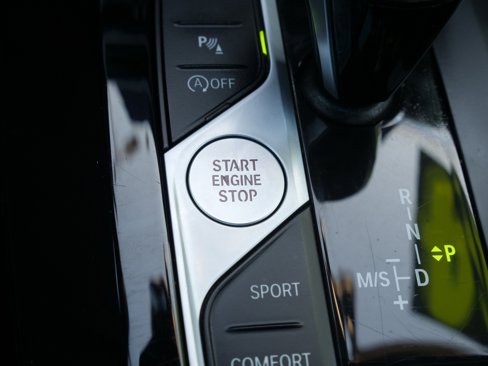 P
A OFF
START
ENGINE
STOP
SPORT
COMFORT
R
N
P
M/S
D
+